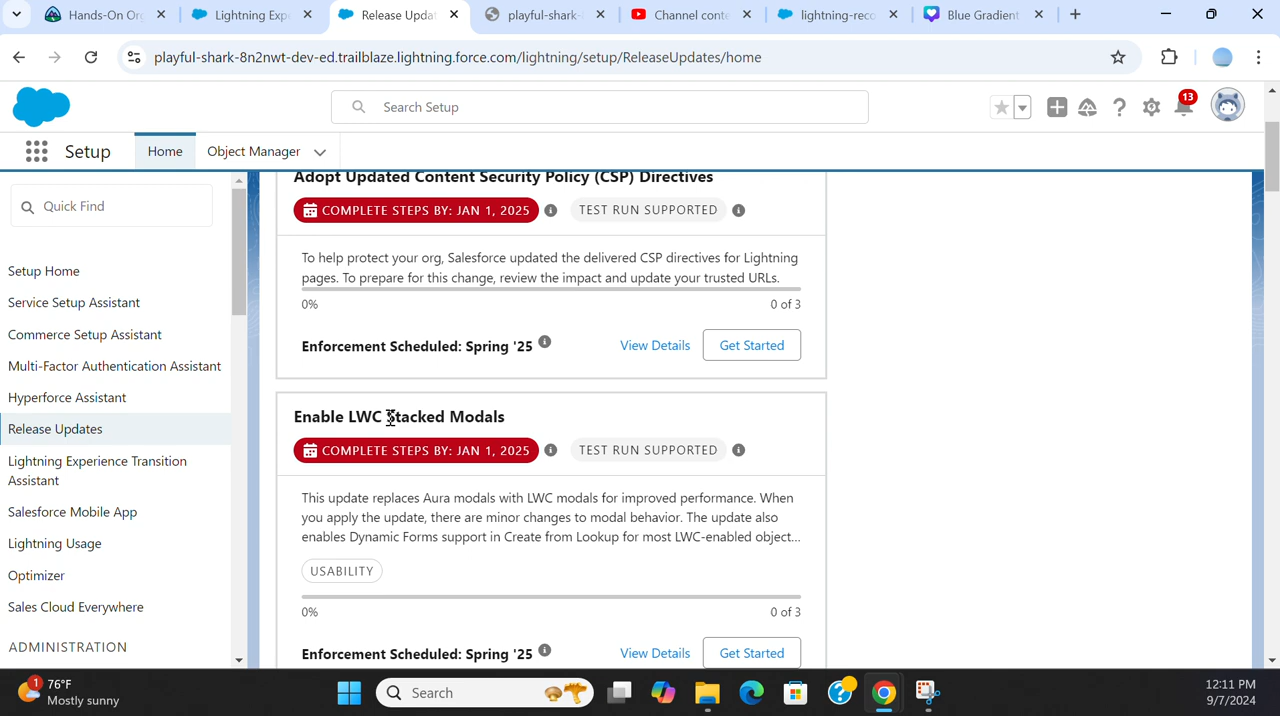 Hands-On Or
Lightning Exp
Release Updat
playful-shark-
Channel conte
lightning-reco
Blue Gradient
playful-shark-8n2nwt-dev-ed.trailblaze.lightning.force.com/lightning/setup/ReleaseUpdates/home
Search Setup
13
Setup
Home
Object Manager
Quick Find
Setup Home
Service Setup Assistant
Commerce Setup Assistant
Multi-Factor Authentication Assistant
Hyperforce Assistant
Release Updates
Lightning Experience Transition
Assistant
Salesforce Mobile App
Lightning Usage
Optimizer
Sales Cloud Everywhere
ADMINISTRATION
Adopt Updated Content Security Policy (CSP) Directives
COMPLETE STEPS BY: JAN 1, 2025
TEST RUN SUPPORTED
To help protect your org, Salesforce updated the delivered CSP directives for Lightning
pages. To prepare for this change, review the impact and update your trusted URLs.
0%
0 of 3
Enforcement Scheduled: Spring '25
View Details
Get Started
Enable LWC Stacked Modals
COMPLETE STEPS BY: JAN 1, 2025
TEST RUN SUPPORTED
This update replaces Aura modals with LWC modals for improved performance. When
you apply the update, there are minor changes to modal behavior. The update also
enables Dynamic Forms support in Create from Lookup for most LWC-enabled object...
USABILITY
0%
0 of 3
Enforcement Scheduled: Spring '25
View Details
Get Started
1
76°F
Mostly sunny
Search
12:11 PM
9/7/2024